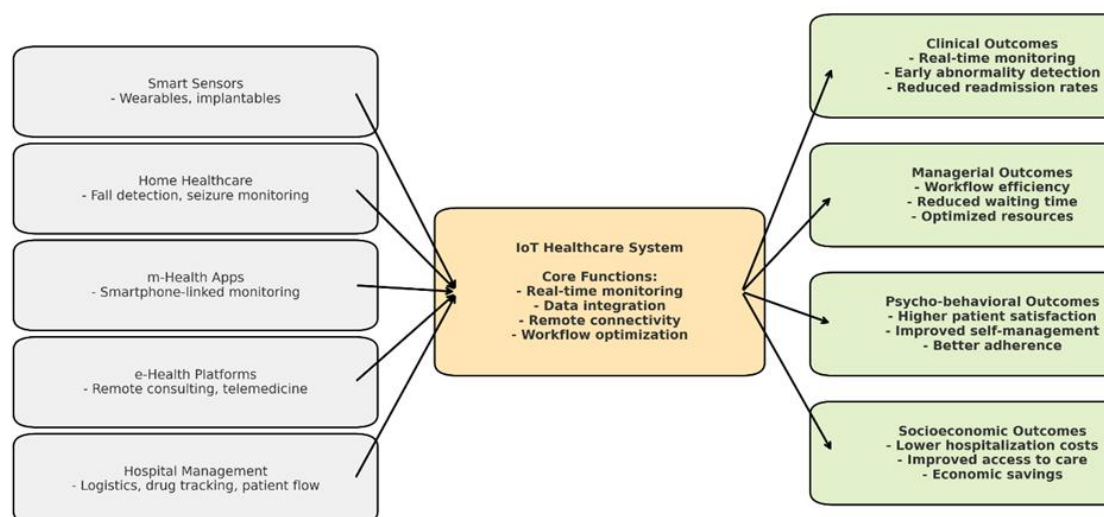 Smart Sensors
- Wearables, implantables
Home Healthcare
- Fall detection, seizure monitoring
m-Health Apps
- Smartphone-linked monitoring
e-Health Platforms
- Remote consulting, telemedicine
Hospital Management
- Logistics, drug tracking, patient flow
IoT Healthcare System
Core Functions:
- Real-time monitoring
- Data integration
- Remote connectivity
- Workflow optimization
Clinical Outcomes
- Real-time monitoring
- Early abnormality detection
- Reduced readmission rates
Managerial Outcomes
- Workflow efficiency
- Reduced waiting time
- Optimized resources
Psycho-behavioral Outcomes
- Higher patient satisfaction
- Improved self-management
- Better adherence
Socioeconomic Outcomes
- Lower hospitalization costs
- Improved access to care
- Economic savings